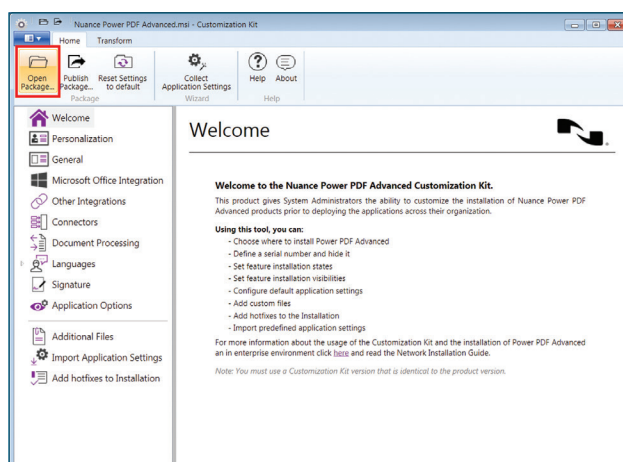 Nuance Power PDF Advanced.msi - Customization Kit
Home Transform
Open Package... Publish Package... Reset Settings to default Collect Application Settings Help About
Package Wizard Help
Welcome
Personalization
General
Microsoft Office Integration
Other Integrations
Connectors
Document Processing
Languages
Signature
Application Options
Additional Files
Import Application Settings
Add hotfixes to Installation
Welcome
Welcome to the Nuance Power PDF Advanced Customization Kit.
This product gives System Administrators the ability to customize the installation of Nuance Power PDF
Advanced products prior to deploying the applications across their organization.
Using this tool, you can:
- Choose where to install Power PDF Advanced
- Define a serial number and hide it
- Set feature installation states
- Set feature installation visibilities
- Configure default application settings
- Add custom files
- Add hotfixes to the Installation
- Import predefined application settings
For more information about the usage of the Customization Kit and the installation of Power PDF Advanced
an in enterprise environment click here and read the Network Installation Guide.
Note: You must use a Customization Kit version that is identical to the product version.